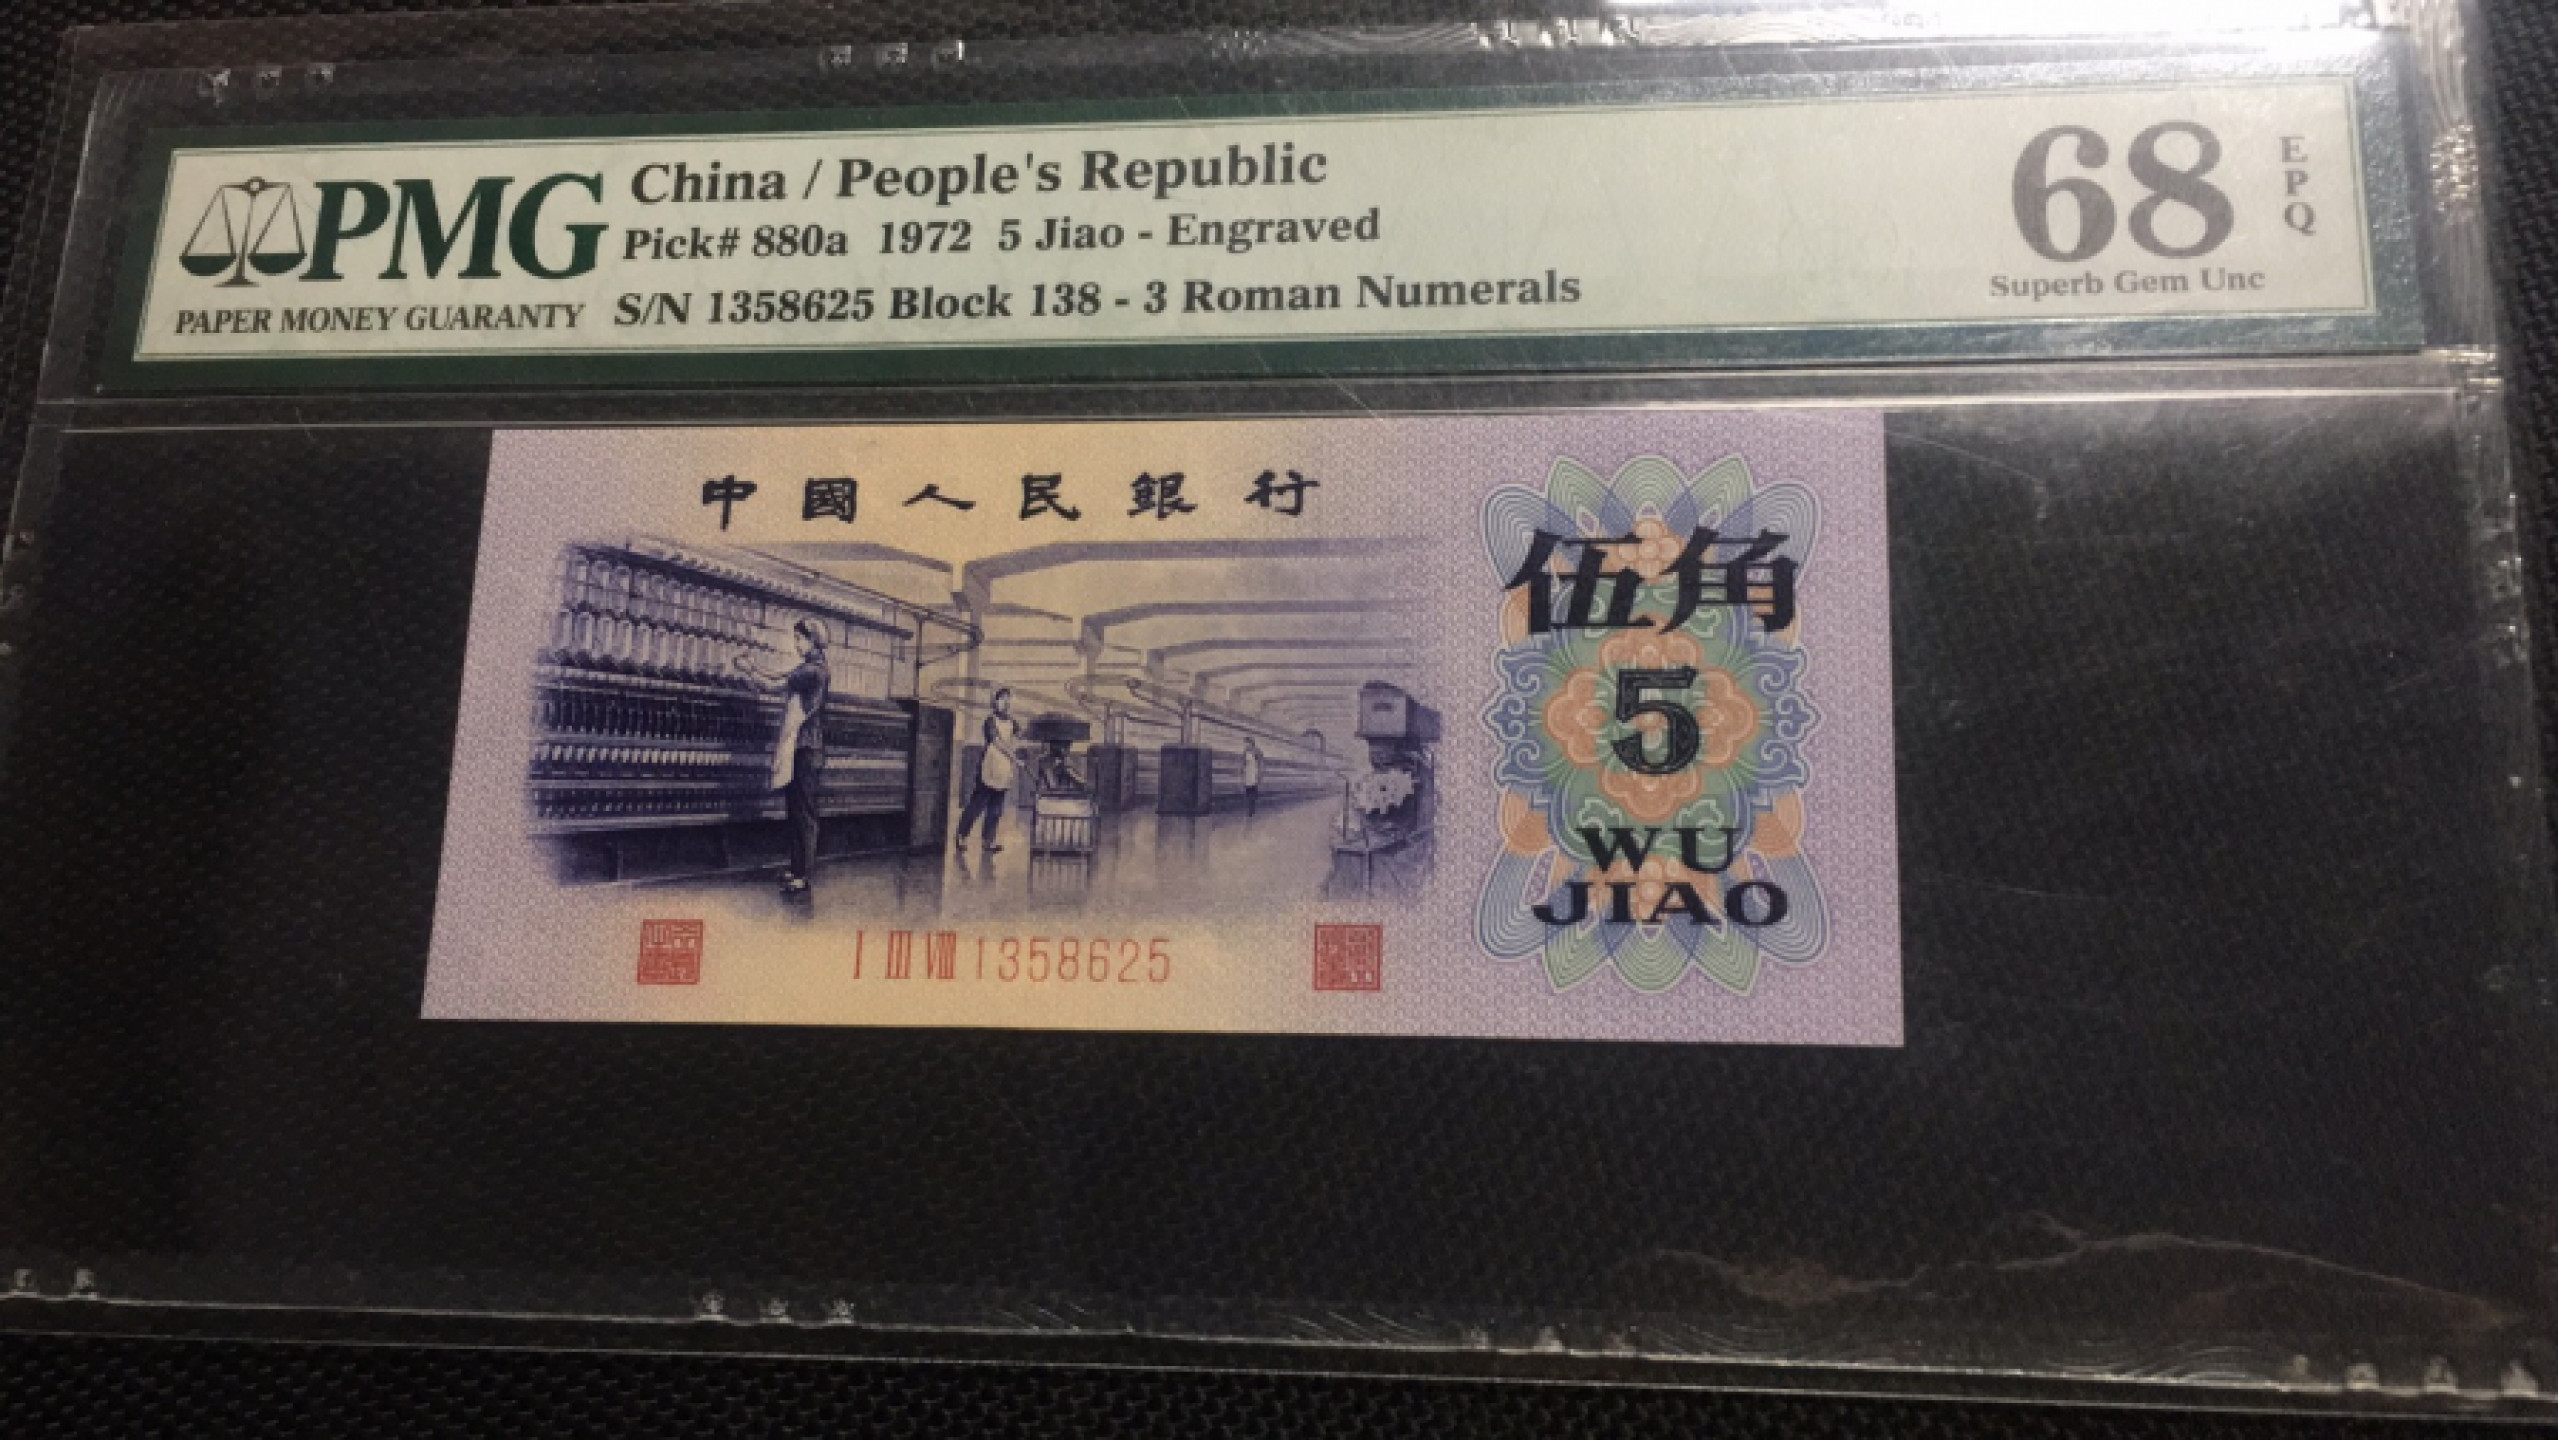 PMG
PAPER MONEY GUARANTY
China / People's Republic
Pick# 880a 1972 5 Jiao - Engraved
S/N 1358625 Block 138 - 3 Roman Numerals
68
EPQ
Superb Gem Unc
中國人民銀行
伍角
5
WU
JIAO
I III VIII 1358625